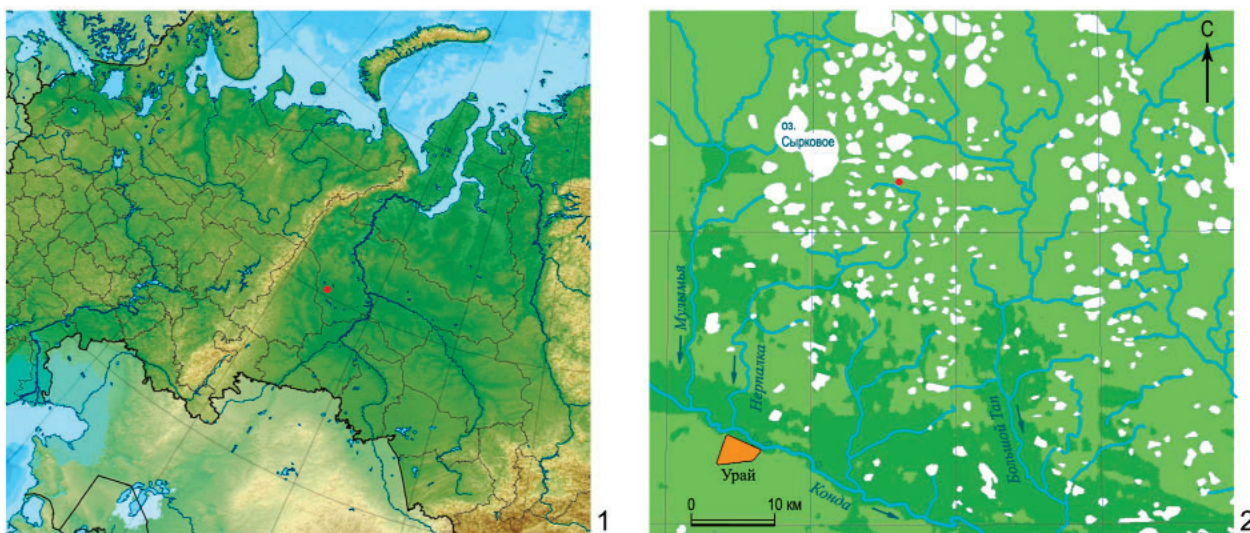 1
С
оз.
Сырковое
Мулымья
Нерпалка
Большой Тап
Урай
Конда
0 10 км
2